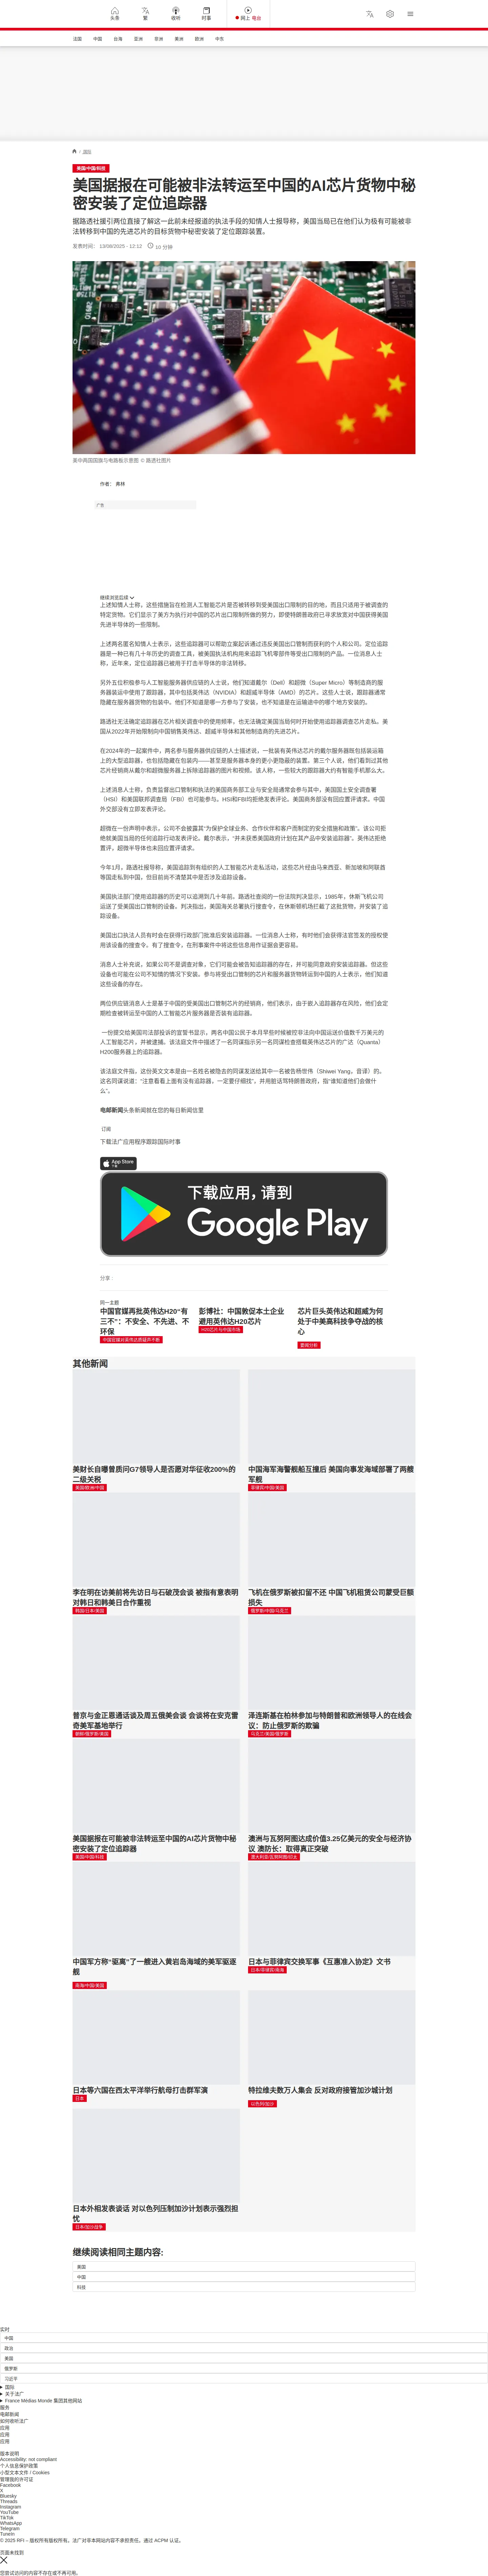 头条
繁
收听
时事
网上 电台
法国
中国
台海
亚洲
非洲
美洲
欧洲
中东
/ 国际
美国/中国/科技
美国据报在可能被非法转运至中国的AI芯片货物中秘
密安装了定位追踪器
据路透社援引两位直接了解这一此前未经报道的执法手段的知情人士报导称，美国当局已在他们认为极有可能被非
法转移到中国的先进芯片的目标货物中秘密安装了定位跟踪装置。
发表时间： 13/08/2025 - 12:12 10 分钟
美中两国国旗与电路板示意图 © 路透社图片
作者： 弗林
广告
继续浏览后续
上述知情人士称，这些措施旨在检测人工智能芯片是否被转移到受美国出口限制的目的地，而且只适用于被调查的
特定货物。它们显示了美方为执行对中国的芯片出口限制所做的努力，即便特朗普政府已寻求放宽对中国获得美国
先进半导体的一些限制。
上述两名匿名知情人士表示，这些追踪器可以帮助立案起诉通过违反美国出口管制而获利的个人和公司。定位追踪
器是一种已有几十年历史的调查工具，被美国执法机构用来追踪飞机零部件等受出口限制的产品。一位消息人士
称，近年来，定位追踪器已被用于打击半导体的非法转移。
另外五位积极参与人工智能服务器供应链的人士说，他们知道戴尔（Dell）和超微（Super Micro）等制造商的服
务器装运中使用了跟踪器，其中包括英伟达（NVIDIA）和超威半导体（AMD）的芯片。这些人士说，跟踪器通常
隐藏在服务器货物的包装中。他们不知道是哪一方参与了安装，也不知道是在运输途中的哪个地方安装的。
路透社无法确定追踪器在芯片相关调查中的使用频率，也无法确定美国当局何时开始使用追踪器调查芯片走私。美
国从2022年开始限制向中国销售英伟达、超威半导体和其他制造商的先进芯片。
在2024年的一起案件中，两名参与服务器供应链的人士描述说，一批装有英伟达芯片的戴尔服务器既包括装运箱
上的大型追踪器，也包括隐藏在包装内——甚至是服务器本身的更小更隐蔽的装置。第三个人说，他们看到过其他
芯片经销商从戴尔和超微服务器上拆除追踪器的图片和视频。该人称，一些较大的跟踪器大约有智能手机那么大。
上述消息人士称，负责监督出口管制和执法的美国商务部工业与安全局通常会参与其中，美国国土安全调查署
（HSI）和美国联邦调查局（FBI）也可能参与。HSI和FBI均拒绝发表评论。美国商务部没有回应置评请求。中国
外交部没有立即发表评论。
超微在一份声明中表示，公司不会披露其“为保护全球业务、合作伙伴和客户而制定的安全措施和政策”。该公司拒
绝就美国当局的任何追踪行动发表评论。戴尔表示，“并未获悉美国政府计划在其产品中安装追踪器”。英伟达拒绝
置评，超微半导体也未回应置评请求。
今年1月，路透社报导称，美国追踪到有组织的人工智能芯片走私活动，这些芯片经由马来西亚、新加坡和阿联酋
等国走私到中国，但目前尚不清楚其中是否涉及追踪设备。
美国执法部门使用追踪器的历史可以追溯到几十年前。路透社查阅的一份法院判决显示，1985年，休斯飞机公司
运送了受美国出口管制的设备。判决指出，美国海关总署执行搜查令，在休斯顿机场拦截了这批货物，并安装了追
踪设备。
美国出口执法人员有时会在获得行政部门批准后安装追踪器。一位消息人士称，有时他们会获得法官签发的授权使
用该设备的搜查令。有了搜查令，在刑事案件中将这些信息用作证据会更容易。
消息人士补充说，如果公司不是调查对象，它们可能会被告知追踪器的存在，并可能同意政府安装追踪器。但这些
设备也可能在公司不知情的情况下安装。参与将受出口管制的芯片和服务器货物转运到中国的人士表示，他们知道
这些设备的存在。
两位供应链消息人士是基于中国的受美国出口管制芯片的经销商，他们表示，由于嵌入追踪器存在风险，他们会定
期检查被转运至中国的人工智能芯片服务器是否装有追踪器。
一份提交给美国司法部投诉的宣誓书显示，两名中国公民于本月早些时候被控非法向中国运送价值数千万美元的
人工智能芯片，并被逮捕。该法庭文件中描述了一名同谋指示另一名同谋检查搭载英伟达芯片的广达（Quanta）
H200服务器上的追踪器。
该法庭文件指，这份英文文本是由一名姓名被隐去的同谋发送给其中一名被告杨世伟（Shiwei Yang，音译）的。
这名同谋说道：“注意看看上面有没有追踪器，一定要仔细找”，并用脏话骂特朗普政府，指“谁知道他们会做什
么”。
电邮新闻头条新闻就在您的每日新闻信里
订阅
下载法广应用程序跟踪国际时事
App Store
下载
下载应用，请到
Google Play
分享 :
同一主题
中国官媒再批英伟达H20“有
三不”：不安全、不先进、不
环保
中国官媒对英伟达质疑声不断
彭博社：中国敦促本土企业
避用英伟达H20芯片
H20芯片与中国市场
芯片巨头英伟达和超威为何
处于中美高科技争夺战的核
心
要闻分析
其他新闻
美财长自曝曾质问G7领导人是否愿对华征收200%的
二级关税
美国/欧洲/中国
中国海军海警舰船互撞后 美国向事发海域部署了两艘
军舰
菲律宾/中国/美国
李在明在访美前将先访日与石破茂会谈 被指有意表明
对韩日和韩美日合作重视
韩国/日本/美国
飞机在俄罗斯被扣留不还 中国飞机租赁公司蒙受巨额
损失
俄罗斯/中国/乌克兰
普京与金正恩通话谈及周五俄美会谈 会谈将在安克雷
奇美军基地举行
朝鲜/俄罗斯/美国
泽连斯基在柏林参加与特朗普和欧洲领导人的在线会
议：防止俄罗斯的欺骗
乌克兰/美国/俄罗斯
美国据报在可能被非法转运至中国的AI芯片货物中秘
密安装了定位追踪器
美国/中国/科技
澳洲与瓦努阿图达成价值3.25亿美元的安全与经济协
议 澳防长：取得真正突破
澳大利亚/瓦努阿图/印太
中国军方称“驱离”了一艘进入黄岩岛海域的美军驱逐
舰
南海/中国/美国
日本与菲律宾交换军事《互惠准入协定》文书
日本/菲律宾/南海
日本等六国在西太平洋举行航母打击群军演
日本
特拉维夫数万人集会 反对政府接管加沙城计划
以色列/加沙
日本外相发表谈话 对以色列压制加沙计划表示强烈担
忧
日本/加沙战争
继续阅读相同主题内容:
美国
中国
科技
实时
中国
政治
美国
俄罗斯
习近平
国际
关于法广
France Médias Monde 集团其他网站
服务
电邮新闻
如何收听法广
应用
应用
应用
版本说明
Accessibility: not compliant
个人信息保护政策
小型文本文件 / Cookies
管理我的许可证
Facebook
X
Bluesky
Threads
Instagram
YouTube
TikTok
WhatsApp
Telegram
TuneIn
© 2025 RFI – 版权所有版权所有。法广对非本网站内容不承担责任。通过 ACPM 认证。
页面未找到
您尝试访问的内容不存在或不再可用。